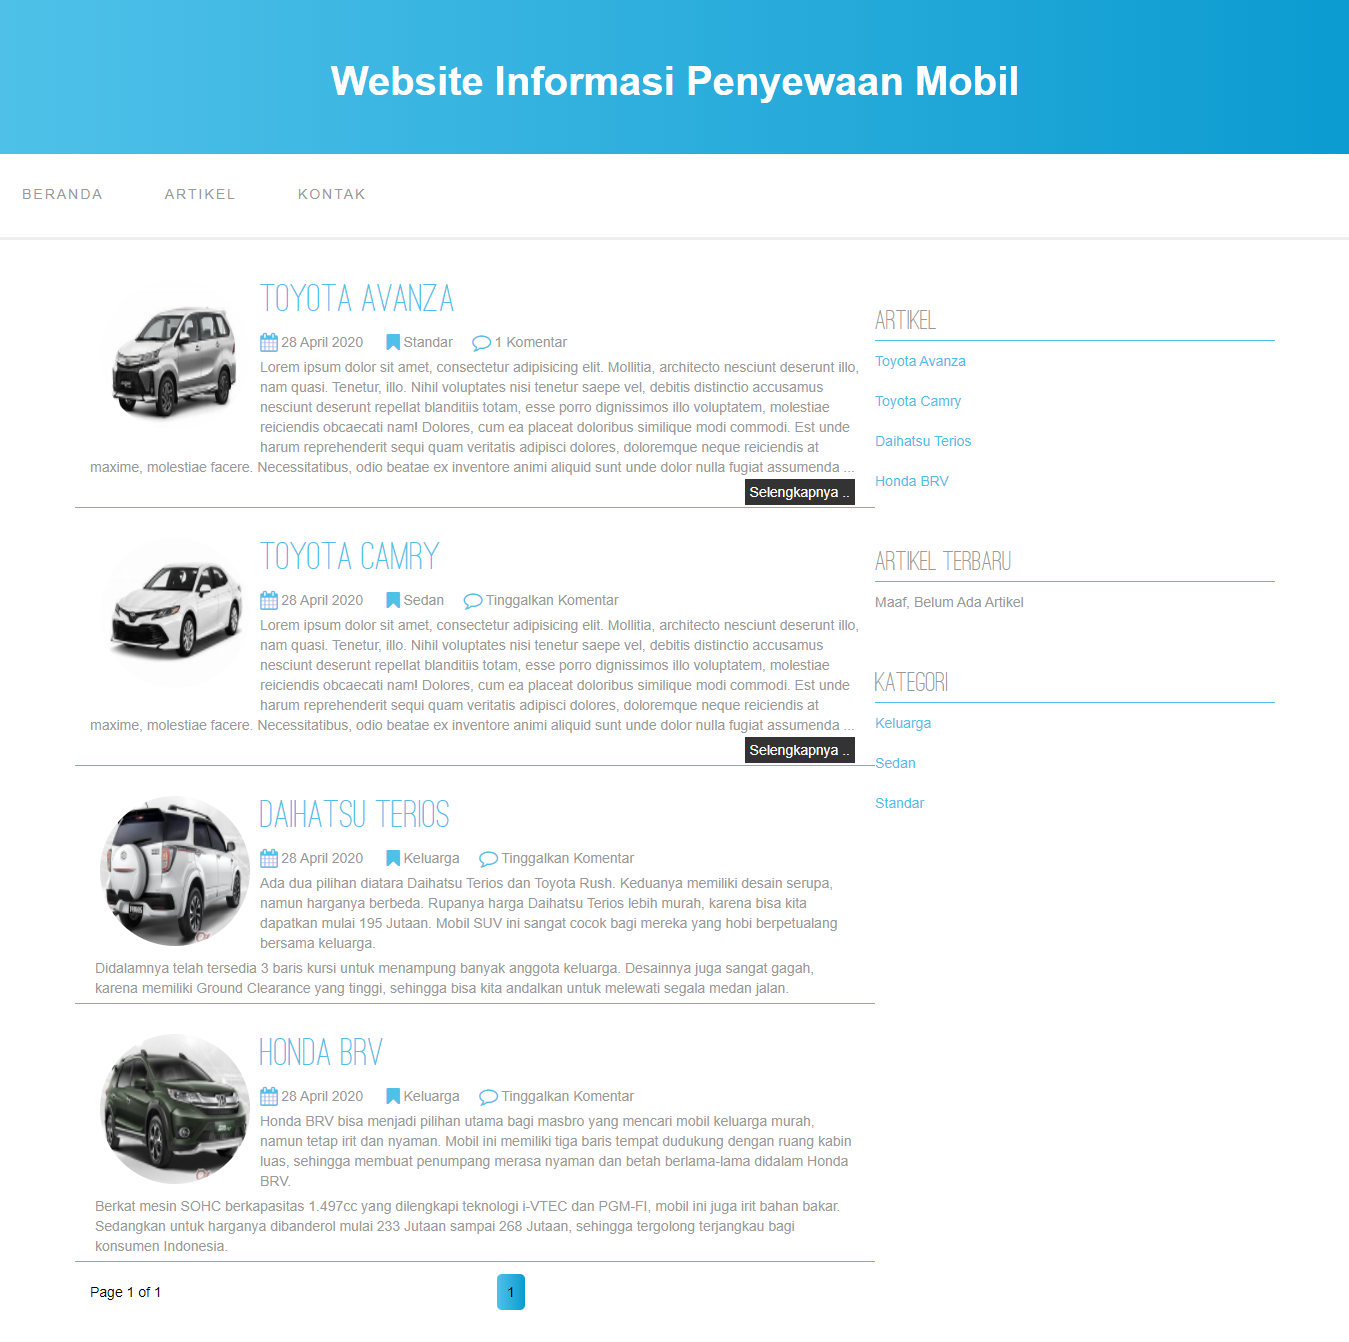 Website Informasi Penyewaan Mobil
BERANDA
ARTIKEL
KONTAK
TOYOTA AVANZA
28 April 2020 Standar 1 Komentar
Lorem ipsum dolor sit amet, consectetur adipisicing elit. Mollitia, architecto nesciunt deserunt illo,
nam quasi. Tenetur, illo. Nihil voluptates nisi tenetur saepe vel, debitis distinctio accusamus
nesciunt deserunt repellat blanditiis totam, esse porro dignissimos illo voluptatem, molestiae
reiciendis obcaecati nam! Dolores, cum ea placeat doloribus similique modi commodi. Est unde
harum reprehenderit sequi quam veritatis adipisci dolores, doloremque neque reiciendis at
maxime, molestiae facere. Necessitatibus, odio beatae ex inventore animi aliquid sunt unde dolor nulla fugiat assumenda ...
Selengkapnya ..
TOYOTA CAMRY
28 April 2020 Sedan Tinggalkan Komentar
Lorem ipsum dolor sit amet, consectetur adipisicing elit. Mollitia, architecto nesciunt deserunt illo,
nam quasi. Tenetur, illo. Nihil voluptates nisi tenetur saepe vel, debitis distinctio accusamus
nesciunt deserunt repellat blanditiis totam, esse porro dignissimos illo voluptatem, molestiae
reiciendis obcaecati nam! Dolores, cum ea placeat doloribus similique modi commodi. Est unde
harum reprehenderit sequi quam veritatis adipisci dolores, doloremque neque reiciendis at
maxime, molestiae facere. Necessitatibus, odio beatae ex inventore animi aliquid sunt unde dolor nulla fugiat assumenda ...
Selengkapnya ..
DAIHATSU TERIOS
28 April 2020 Keluarga Tinggalkan Komentar
Ada dua pilihan diatara Daihatsu Terios dan Toyota Rush. Keduanya memiliki desain serupa,
namun harganya berbeda. Rupanya harga Daihatsu Terios lebih murah, karena bisa kita
dapatkan mulai 195 Jutaan. Mobil SUV ini sangat cocok bagi mereka yang hobi berpetualang
bersama keluarga.
Didalamnya telah tersedia 3 baris kursi untuk menampung banyak anggota keluarga. Desainnya juga sangat gagah,
karena memiliki Ground Clearance yang tinggi, sehingga bisa kita andalkan untuk melewati segala medan jalan.
HONDA BRV
28 April 2020 Keluarga Tinggalkan Komentar
Honda BRV bisa menjadi pilihan utama bagi masbro yang mencari mobil keluarga murah,
namun tetap irit dan nyaman. Mobil ini memiliki tiga baris tempat dudukung dengan ruang kabin
luas, sehingga membuat penumpang merasa nyaman dan betah berlama-lama didalam Honda
BRV.
Berkat mesin SOHC berkapasitas 1.497cc yang dilengkapi teknologi i-VTEC dan PGM-FI, mobil ini juga irit bahan bakar.
Sedangkan untuk harganya dibanderol mulai 233 Jutaan sampai 268 Jutaan, sehingga tergolong terjangkau bagi
konsumen Indonesia.
Page 1 of 1
1
ARTIKEL
Toyota Avanza
Toyota Camry
Daihatsu Terios
Honda BRV
ARTIKEL TERBARU
Maaf, Belum Ada Artikel
KATEGORI
Keluarga
Sedan
Standar